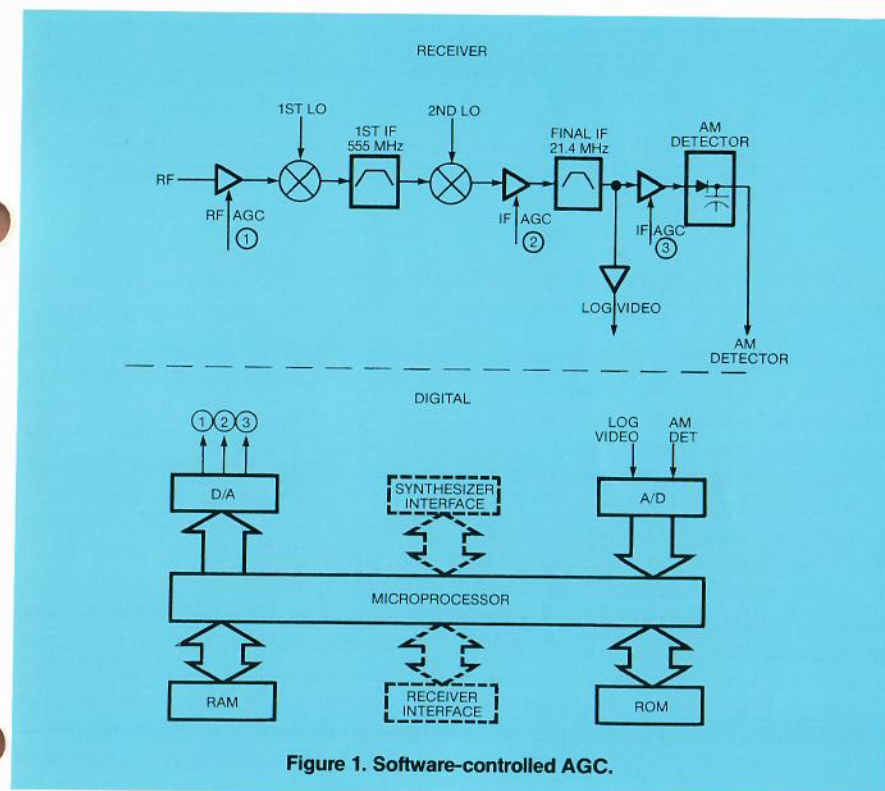 RECEIVER
1ST LO
2ND LO
1ST IF
555 MHz
FINAL IF
21.4 MHz
AM
DETECTOR
RF
RF AGC
1
IF AGC
2
IF AGC
3
LOG VIDEO
AM
DETECTOR
DIGITAL
1 2 3
LOG
VIDEO
AM
DET
D/A
SYNTHESIZER
INTERFACE
A/D
MICROPROCESSOR
RAM
RECEIVER
INTERFACE
ROM
Figure 1. Software-controlled AGC.